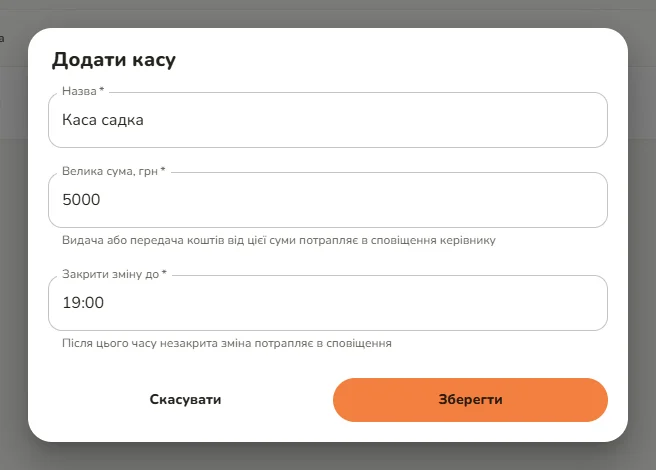 Додати касу
Назва *
Каса садка
Велика сума, грн *
5000
Видача або передача коштів від цієї суми потрапляє в сповіщення керівнику
Закрити зміну до *
19:00
Після цього часу незакрита зміна потрапляє в сповіщення
Скасувати
Зберегти